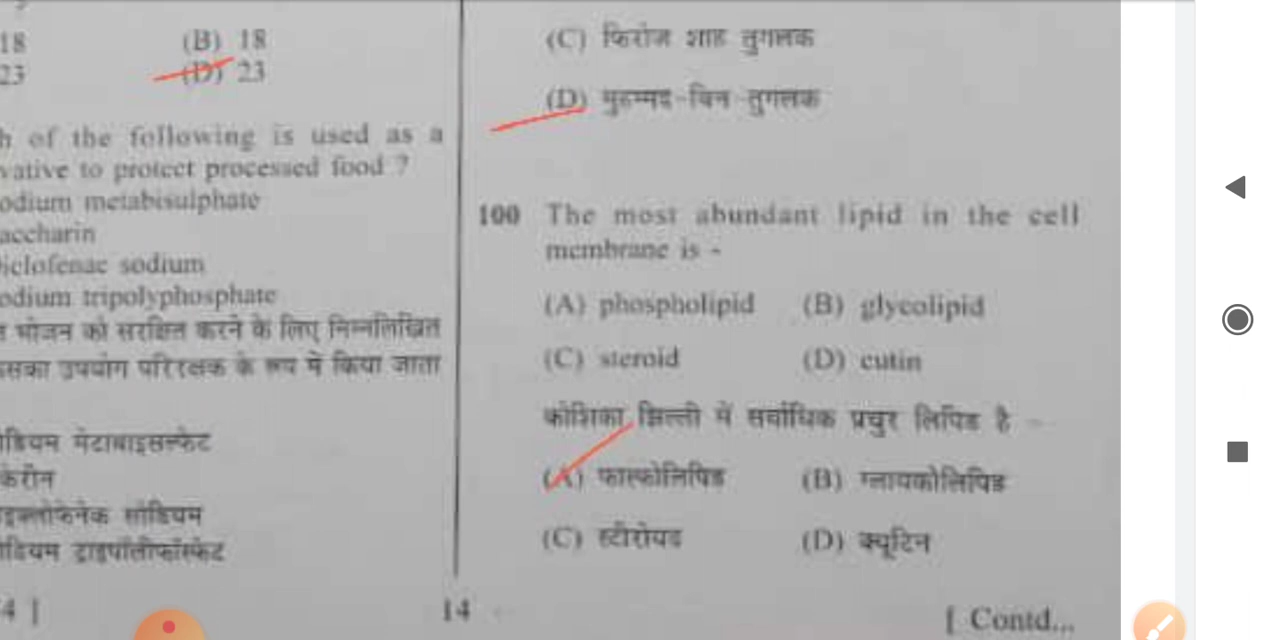 18
(B) 18
23
(D) 23
h of the following is used as a
vative to protect processed food ?
odium metabisulphate
accharin
iclofenac sodium
odium tripolyphosphate
भोजन को सरक्षित करने के लिए निम्नलिखित
सका उपयोग परिरक्षक के रूप में किया जाता
डियम मेटाबाइसल्फेट
केरीन
इक्लोफेनेक सोडियम
डियम ट्राइपॉलीफॉस्फेट
4 ]
14
(C) फिरोज शाह तुगलक
(D) मुहम्मद-बिन-तुगलक
100 The most abundant lipid in the cell
membrane is -
(A) phospholipid (B) glycolipid
(C) steroid (D) cutin
कोशिका झिल्ली में सर्वाधिक प्रचुर लिपिड है -
(A) फास्फोलिपिड (B) ग्लायकोलिपिड
(C) स्टीरोयड (D) क्यूटिन
[ Contd...